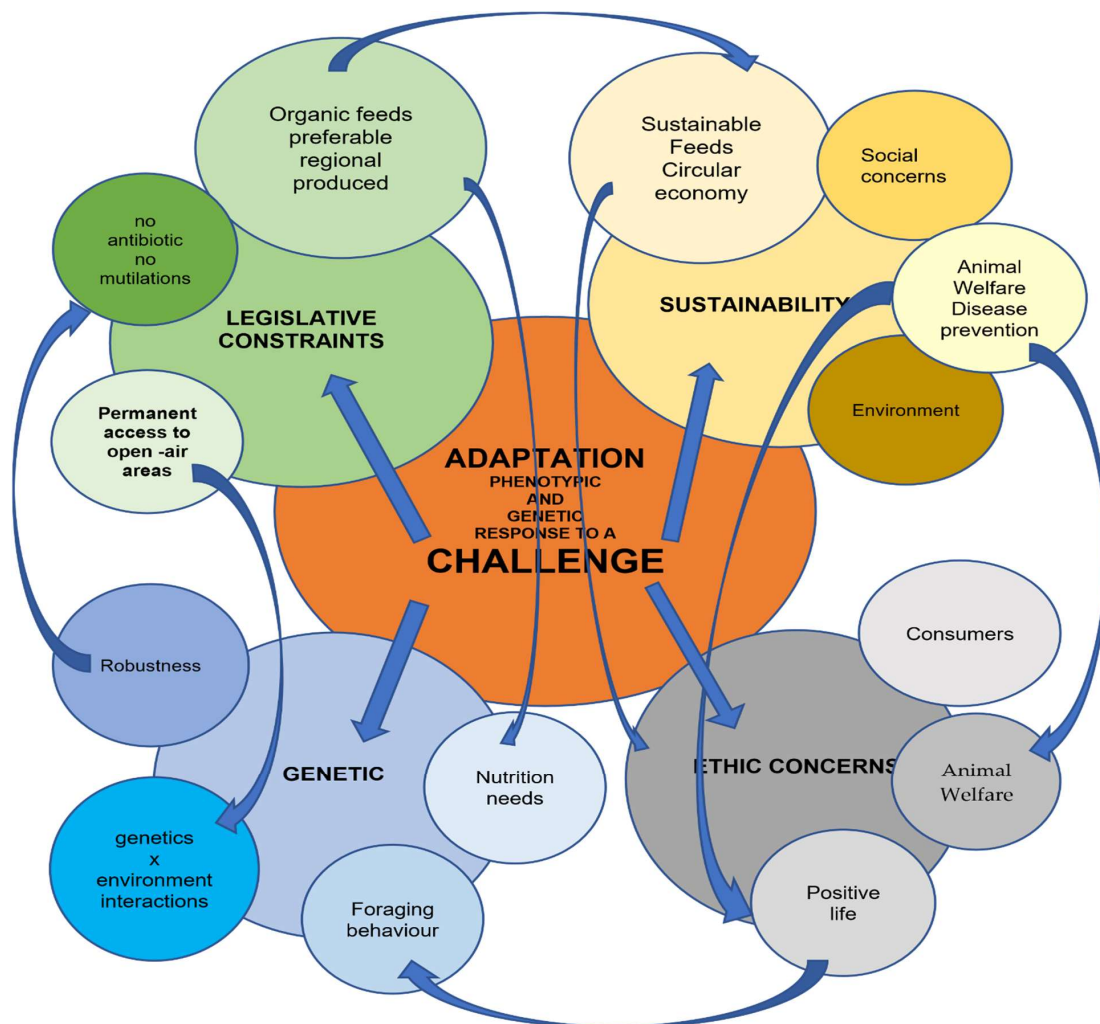 Organic feeds
preferable
regional
produced
Sustainable
Feeds
Circular
economy
Social
concerns
no
antibiotic
no
mutilations
LEGISLATIVE
CONSTRAINTS
SUSTAINABILITY
Animal
Welfare
Disease
prevention
Permanent
access to
open -air
areas
Environment
ADAPTATION
PHENOTYPIC
AND
GENETIC
RESPONSE TO A
CHALLENGE
Robustness
GENETIC
Nutrition
needs
genetics
x
environment
interactions
Foraging
behaviour
Consumers
ETHIC CONCERNS
Animal
Welfare
Positive
life